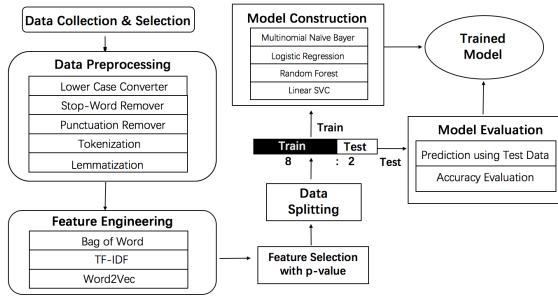 Data Collection & Selection
Data Preprocessing
Lower Case Converter
Stop-Word Remover
Punctuation Remover
Tokenization
Lemmatization
Feature Engineering
Bag of Word
TF-IDF
Word2Vec
Feature Selection
with p-value
Data
Splitting
Train Test
8 : 2
Train
Test
Model Construction
Multinomial Naive Bayer
Logistic Regression
Random Forest
Linear SVC
Model Evaluation
Prediction using Test Data
Accuracy Evaluation
Trained
Model